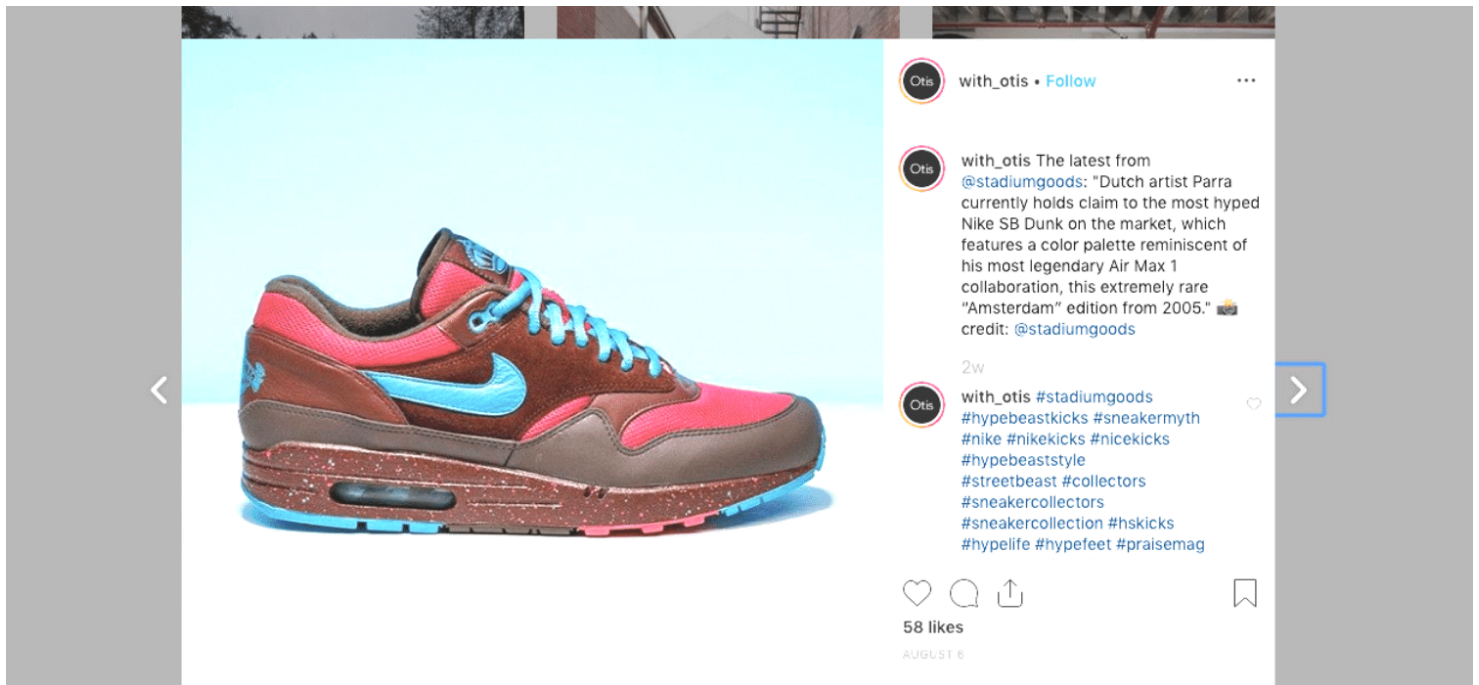 Otis
with_otis • Follow
Otis
with_otis The latest from
@stadiumgoods: "Dutch artist Parra
currently holds claim to the most hyped
Nike SB Dunk on the market, which
features a color palette reminiscent of
his most legendary Air Max 1
collaboration, this extremely rare
"Amsterdam" edition from 2005." 📸
credit: @stadiumgoods
2w
Otis
with_otis #stadiumgoods
#hypebeastkicks #sneakermyth
#nike #nikekicks #nicekicks
#hypebeaststyle
#streetbeast #collectors
#sneakercollectors
#sneakercollection #hskicks
#hypelife #hypefeet #praisemag
58 likes
AUGUST 6